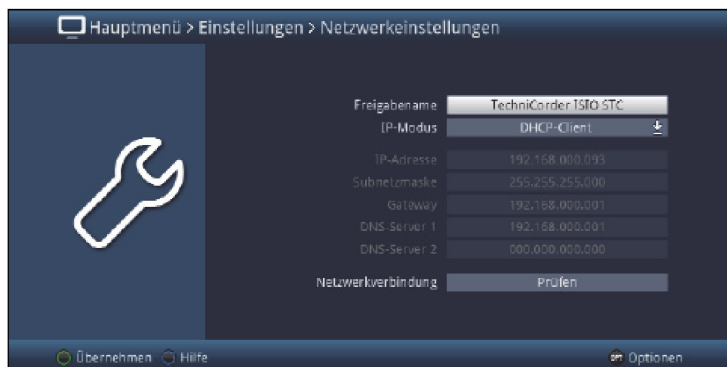 Hauptmenü > Einstellungen > Netzwerkeinstellungen
Freigabename TechniCorder ISIO STC
IP-Modus DHCP-Client
IP-Adresse 192.168.000.093
Subnetzmaske 255.255.255.000
Gateway 192.168.000.001
DNS-Server 1 192.168.000.001
DNS-Server 2 000.000.000.000
Netzwerkverbindung Prüfen
Übernehmen Hilfe OPT Optionen